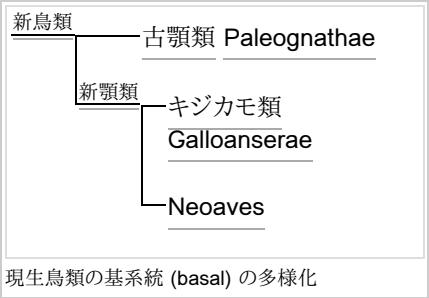 新鳥類
古顎類 Paleognathae
新顎類
キジカモ類
Galloanserae
Neoaves
現生鳥類の基系統 (basal) の多様化